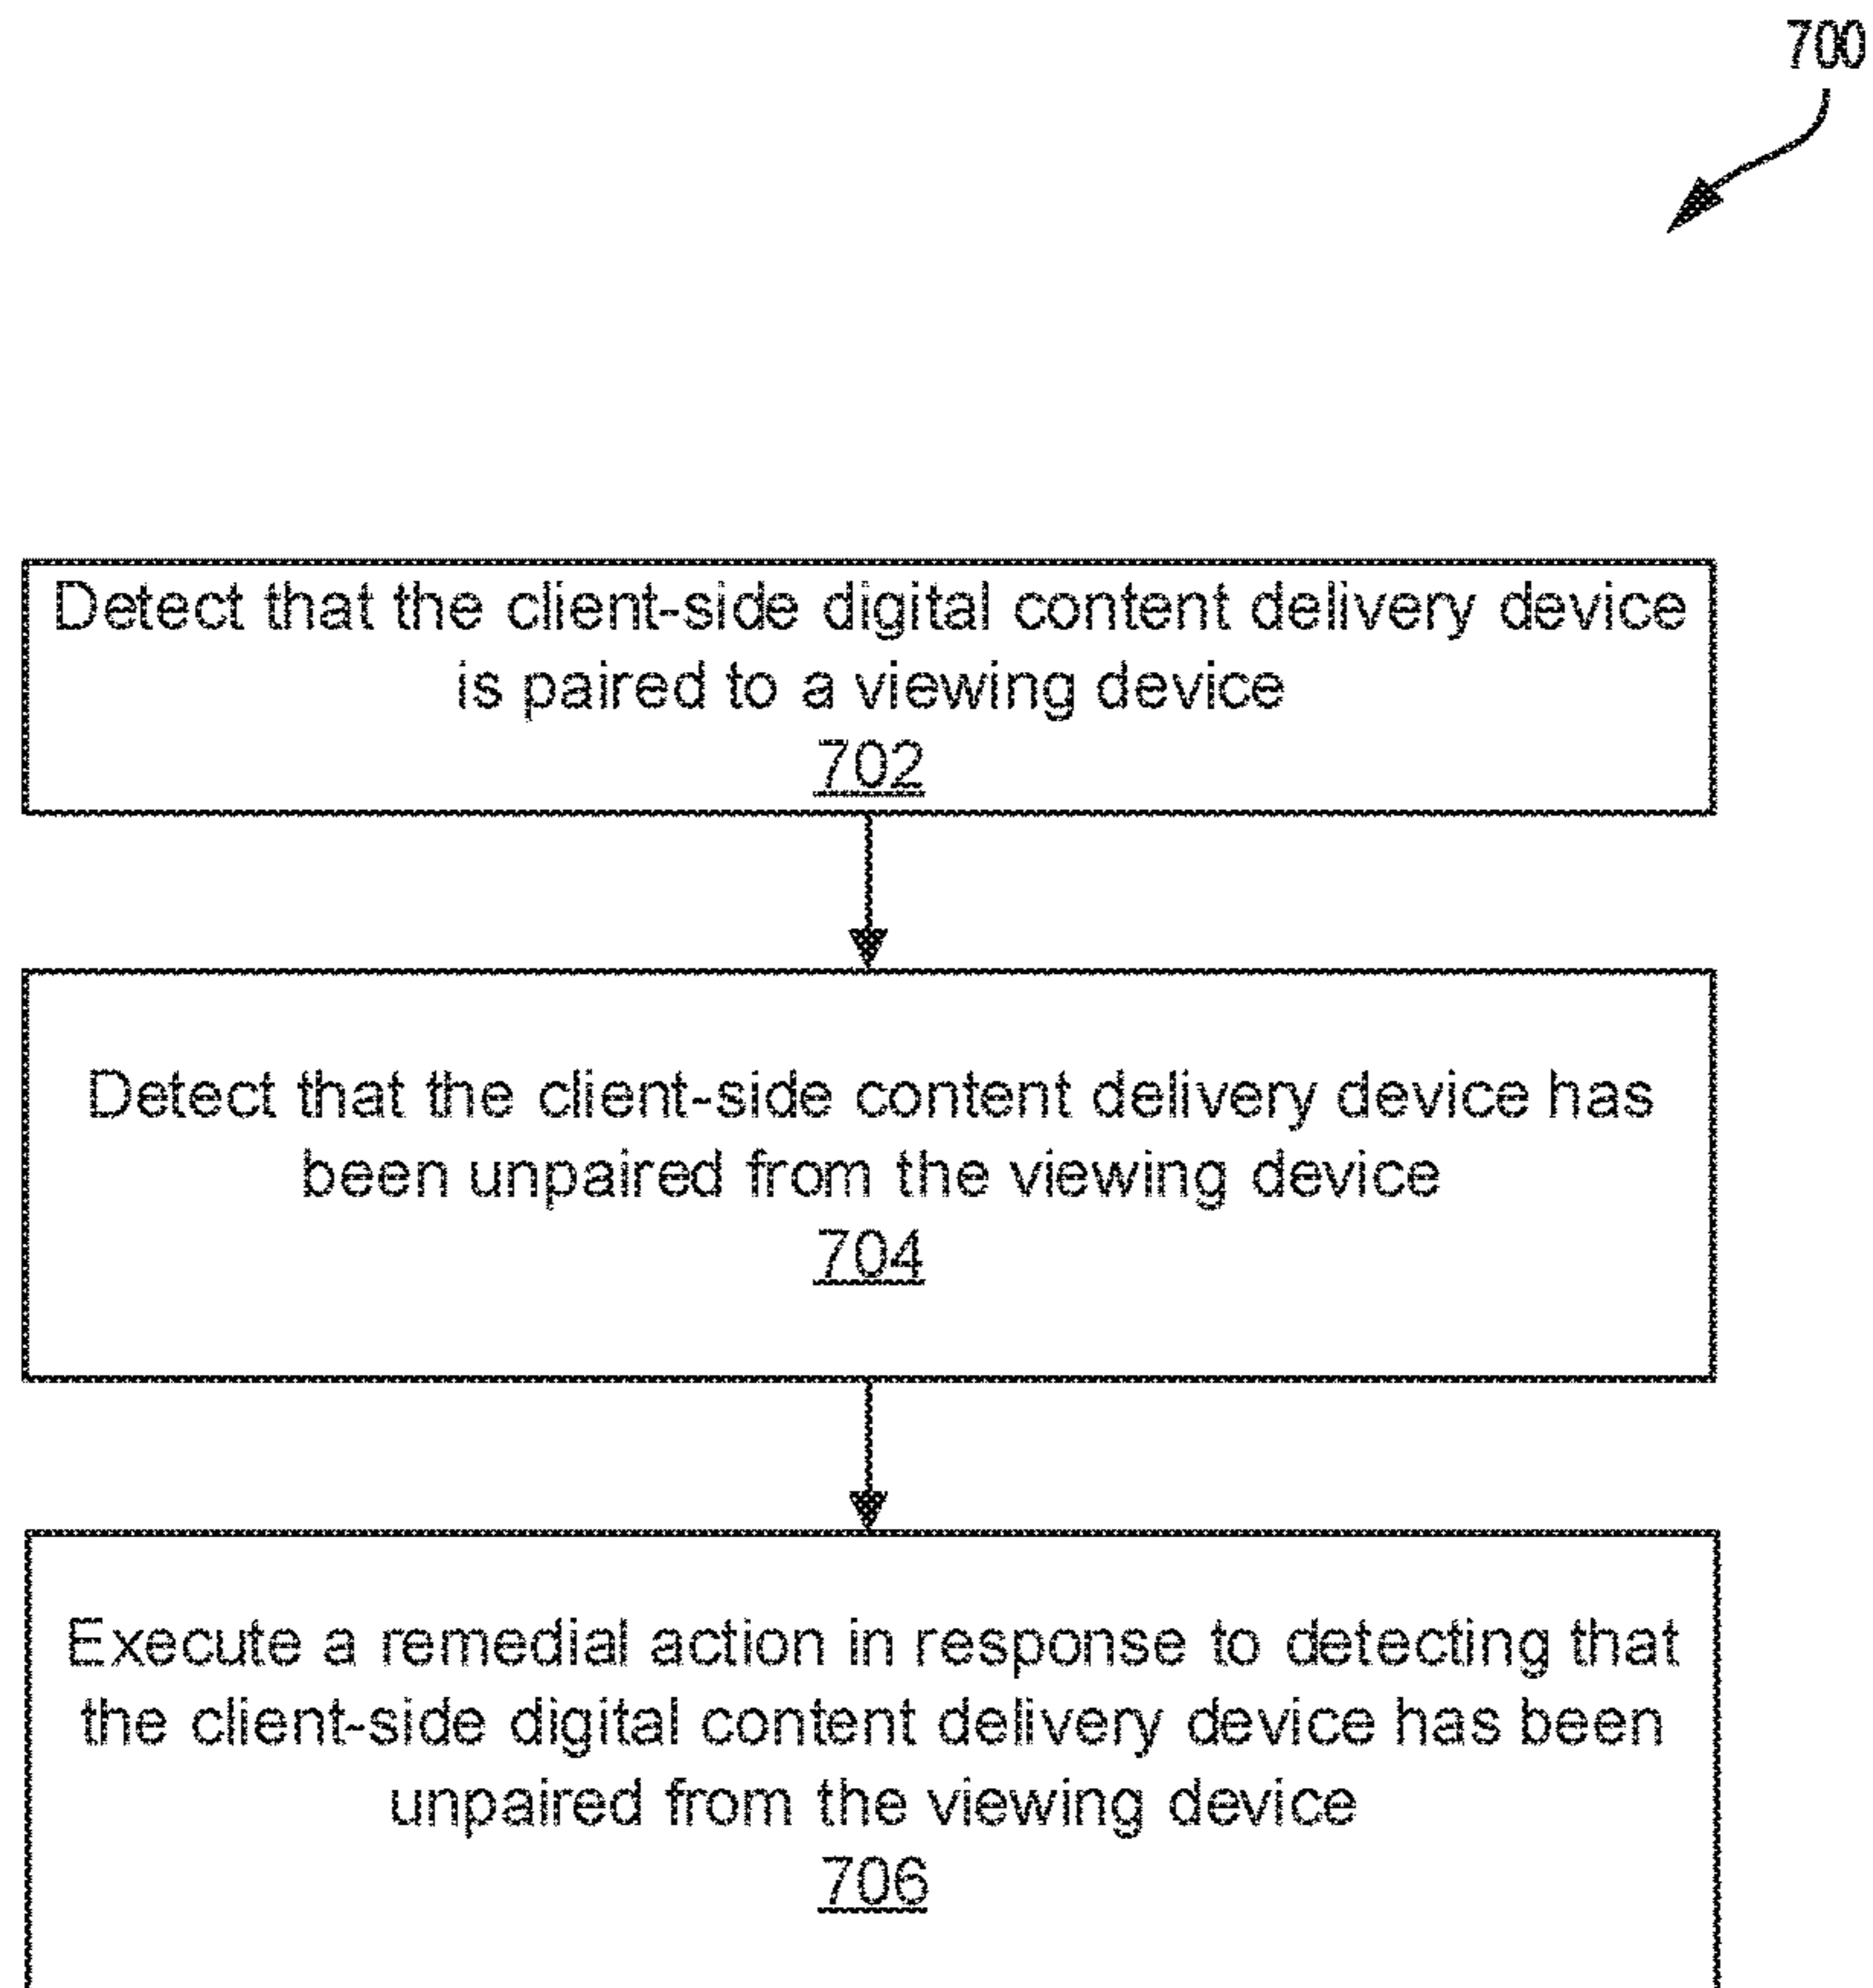 700
Detect that the client-side digital content delivery device
is paired to a viewing device
702
Detect that the client-side content delivery device has
been unpaired from the viewing device
704
Execute a remedial action in response to detecting that
the client-side digital content delivery device has been
unpaired from the viewing device
706